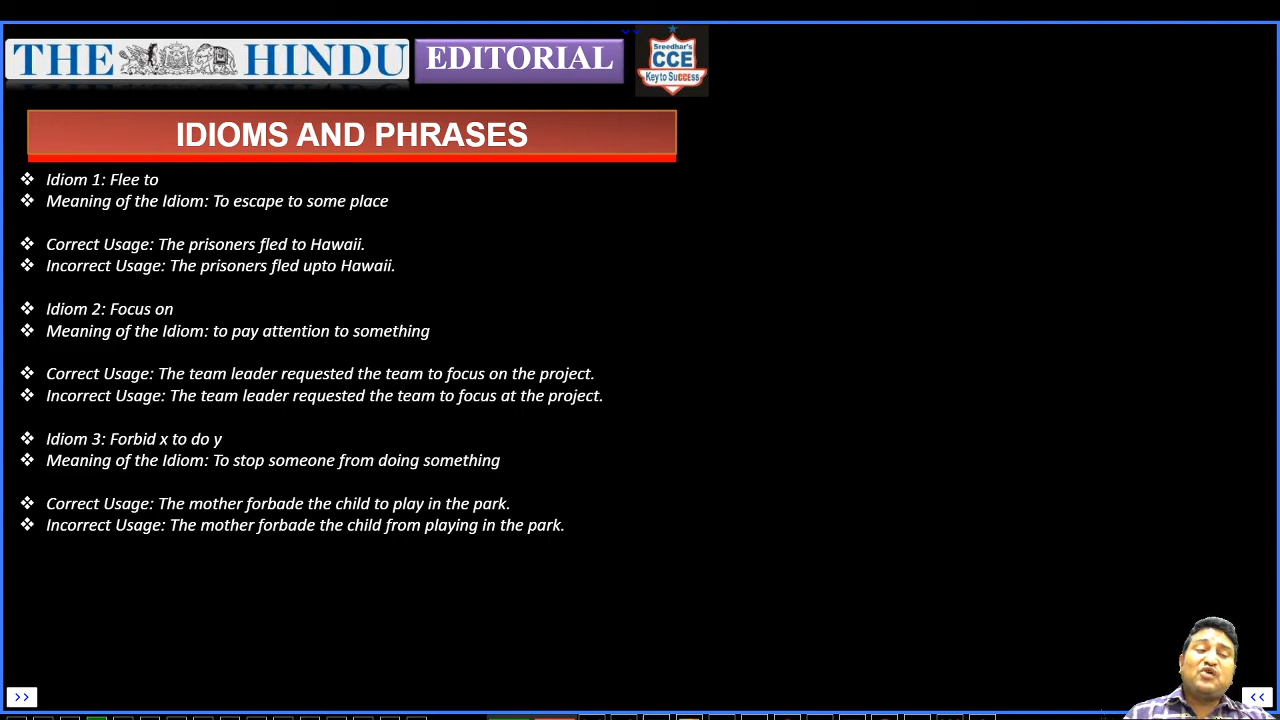 THE HINDU
EDITORIAL
Sreedhar's
CCE
Key to SuCCEss
IDIOMS AND PHRASES
❖ Idiom 1: Flee to
❖ Meaning of the Idiom: To escape to some place
❖ Correct Usage: The prisoners fled to Hawaii.
❖ Incorrect Usage: The prisoners fled upto Hawaii.
❖ Idiom 2: Focus on
❖ Meaning of the Idiom: to pay attention to something
❖ Correct Usage: The team leader requested the team to focus on the project.
❖ Incorrect Usage: The team leader requested the team to focus at the project.
❖ Idiom 3: Forbid x to do y
❖ Meaning of the Idiom: To stop someone from doing something
❖ Correct Usage: The mother forbade the child to play in the park.
❖ Incorrect Usage: The mother forbade the child from playing in the park.
>>
<<